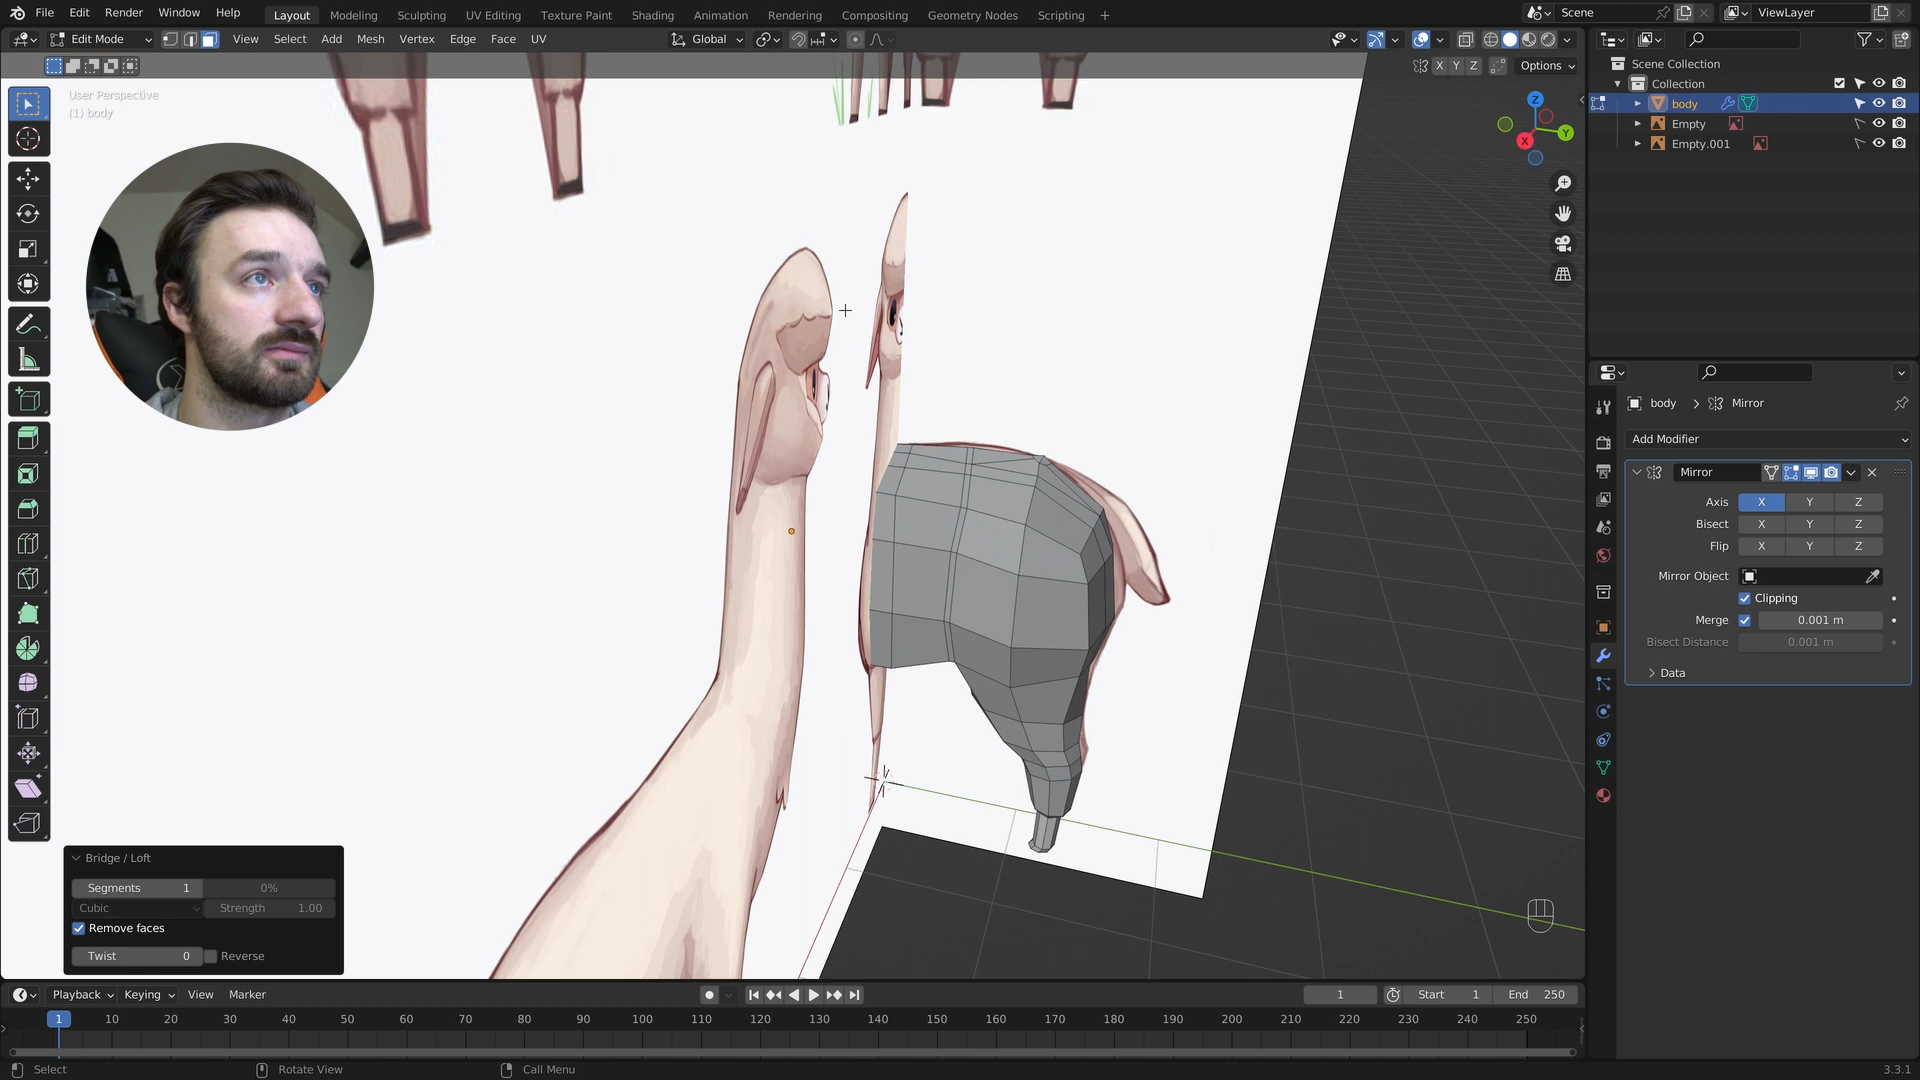 File Edit Render Window Help Layout Modeling Sculpting UV Editing Texture Paint Shading Animation Rendering Compositing Geometry Nodes Scripting + Scene ViewLayer
Edit Mode View Select Add Mesh Vertex Edge Face UV Global
X Y Z Options
User Perspective
(1) body
Z
Y
X
Scene Collection
Collection
body
Empty
Empty.001
body > Mirror
Add Modifier
Mirror
Axis X Y Z
Bisect X Y Z
Flip X Y Z
Mirror Object
Clipping
Merge 0.001 m
Bisect Distance 0.001 m
Data
Bridge / Loft
Segments 1 0%
Cubic Strength 1.00
Remove faces
Twist 0 Reverse
Playback Keying View Marker 1 Start 1 End 250
1 10 20 30 40 50 60 70 80 90 100 110 120 130 140 150 160 170 180 190 200 210 220 230 240 250
Select Rotate View Call Menu 3.3.1